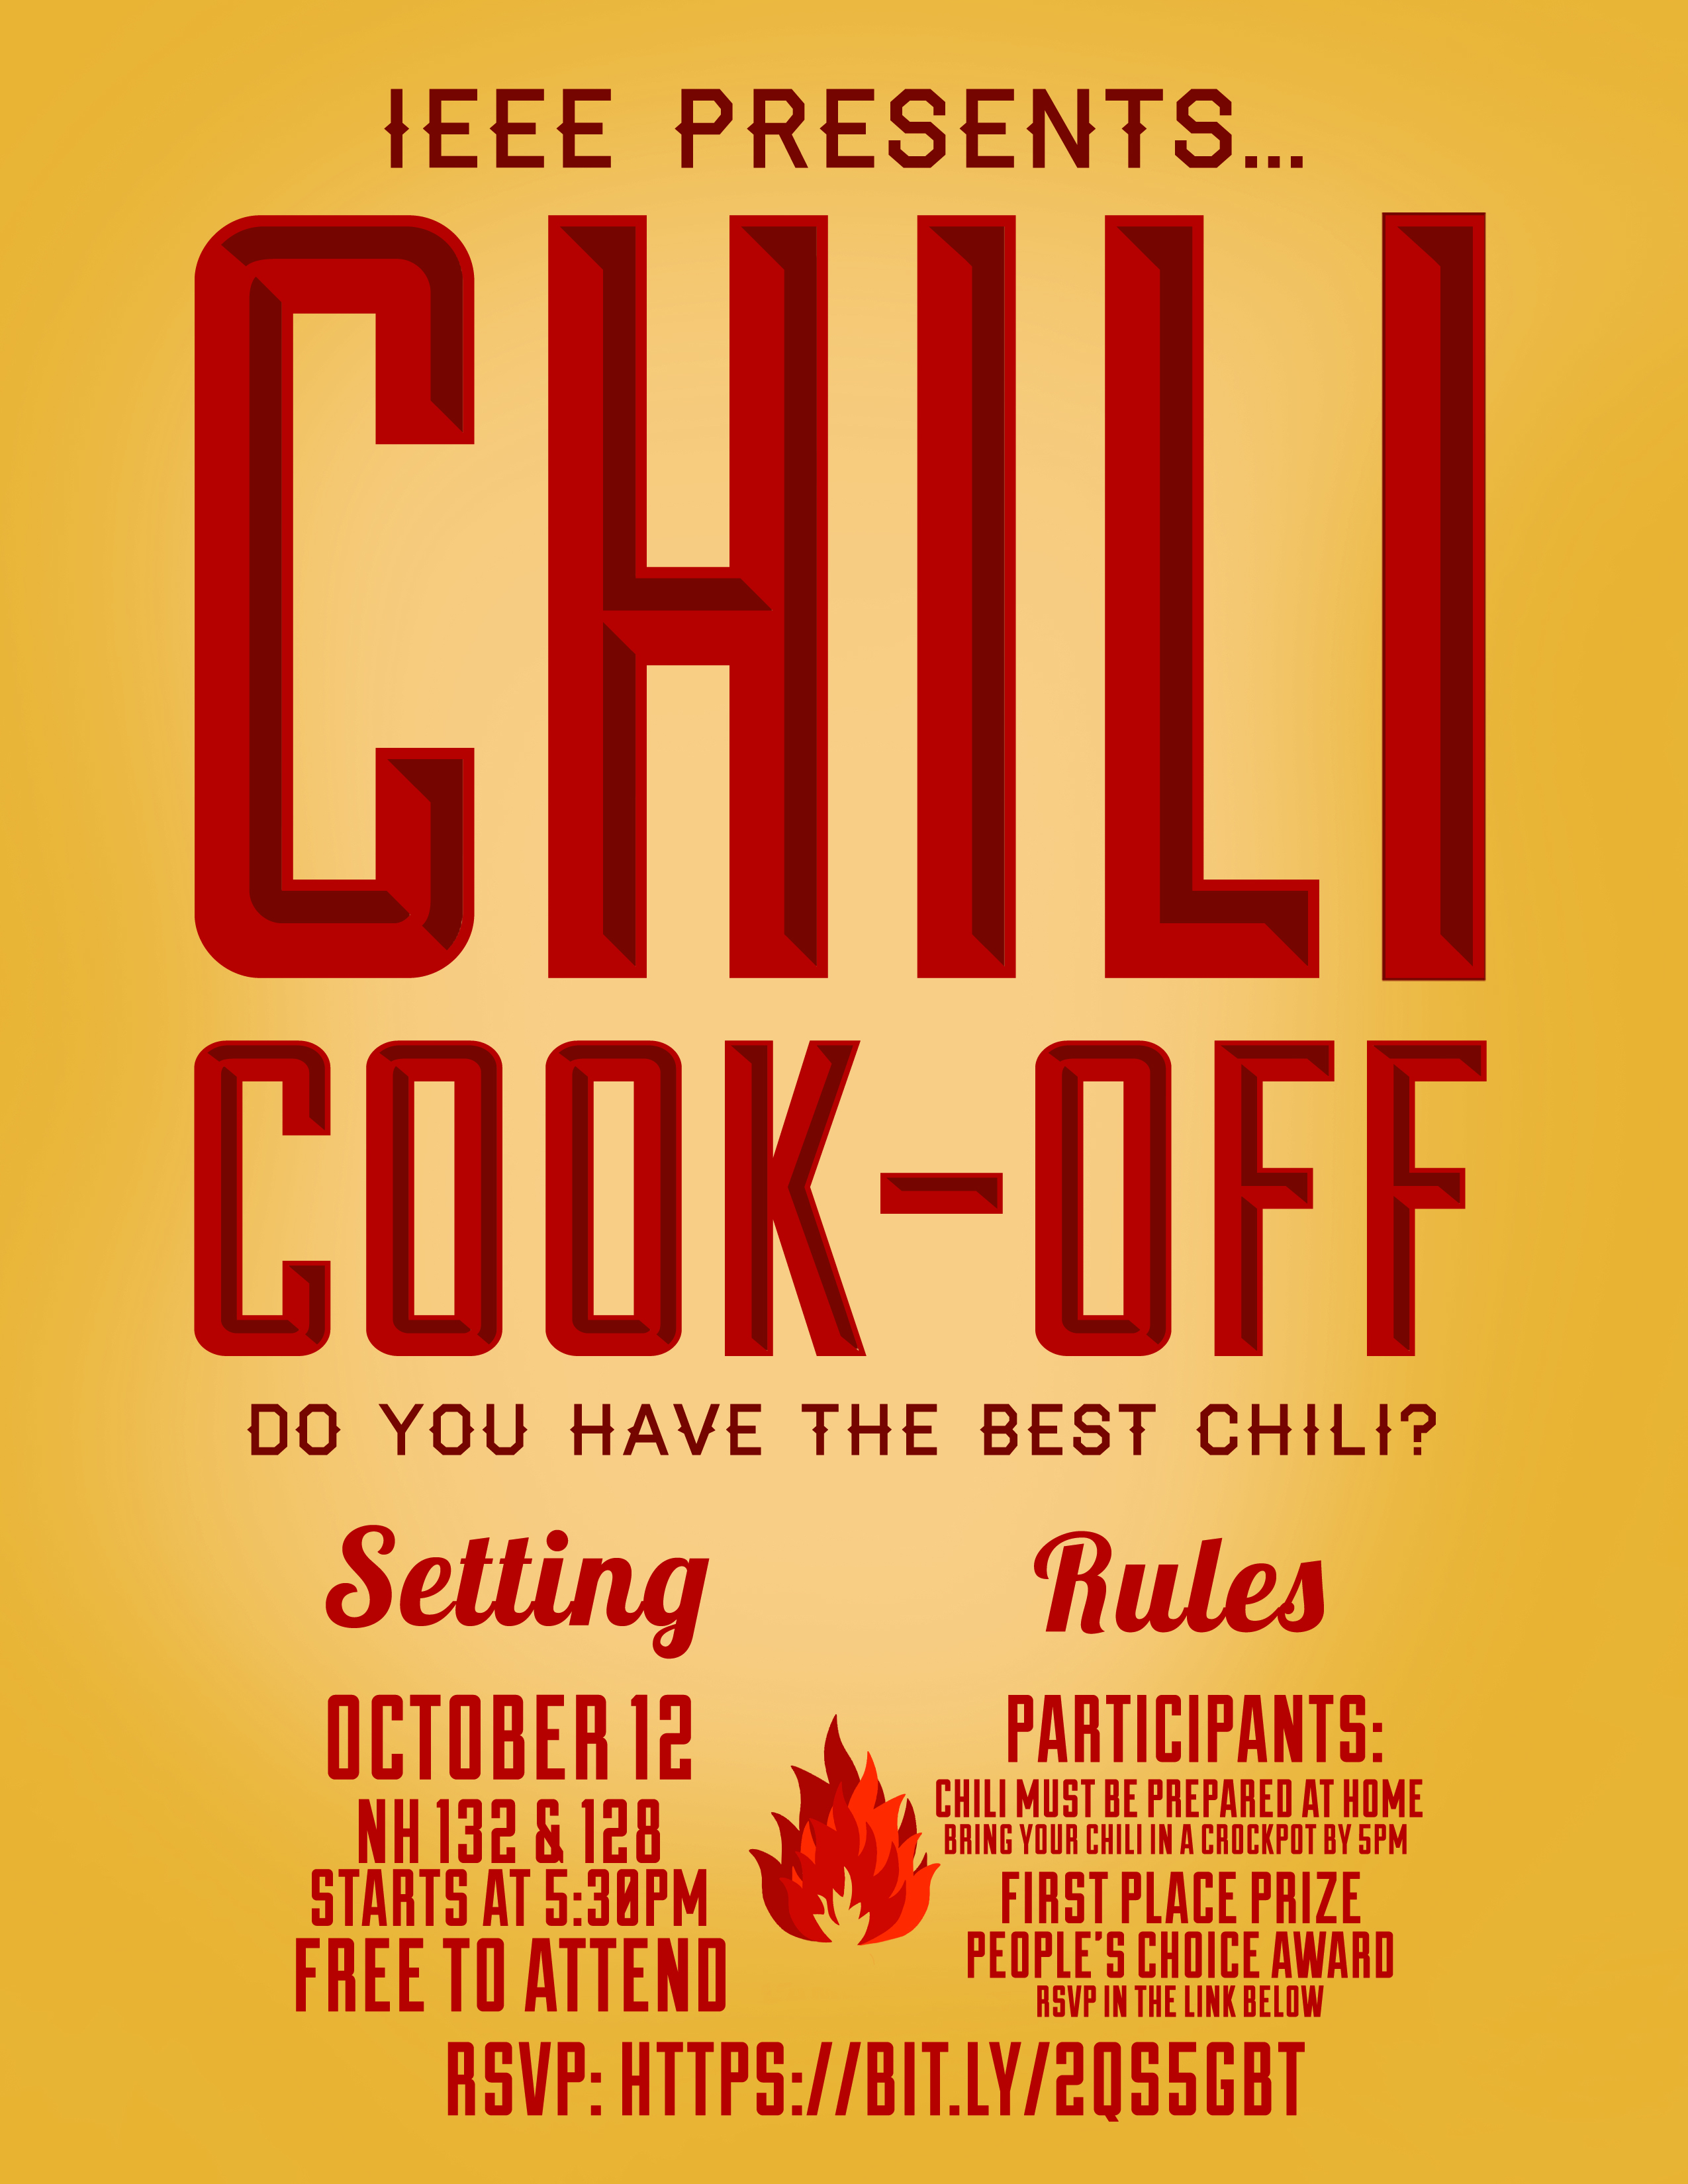 IEEE PRESENTS...
CHILI
COOK-OFF
DO YOU HAVE THE BEST CHILI?
Setting
OCTOBER 12
NH 132 & 128
STARTS AT 5:30PM
FREE TO ATTEND
Rules
PARTICIPANTS:
CHILI MUST BE PREPARED AT HOME
BRING YOUR CHILI IN A CROCKPOT BY 5PM
FIRST PLACE PRIZE
PEOPLE'S CHOICE AWARD
RSVP IN THE LINK BELOW
RSVP: HTTPS://BIT.LY/2QS5GBT